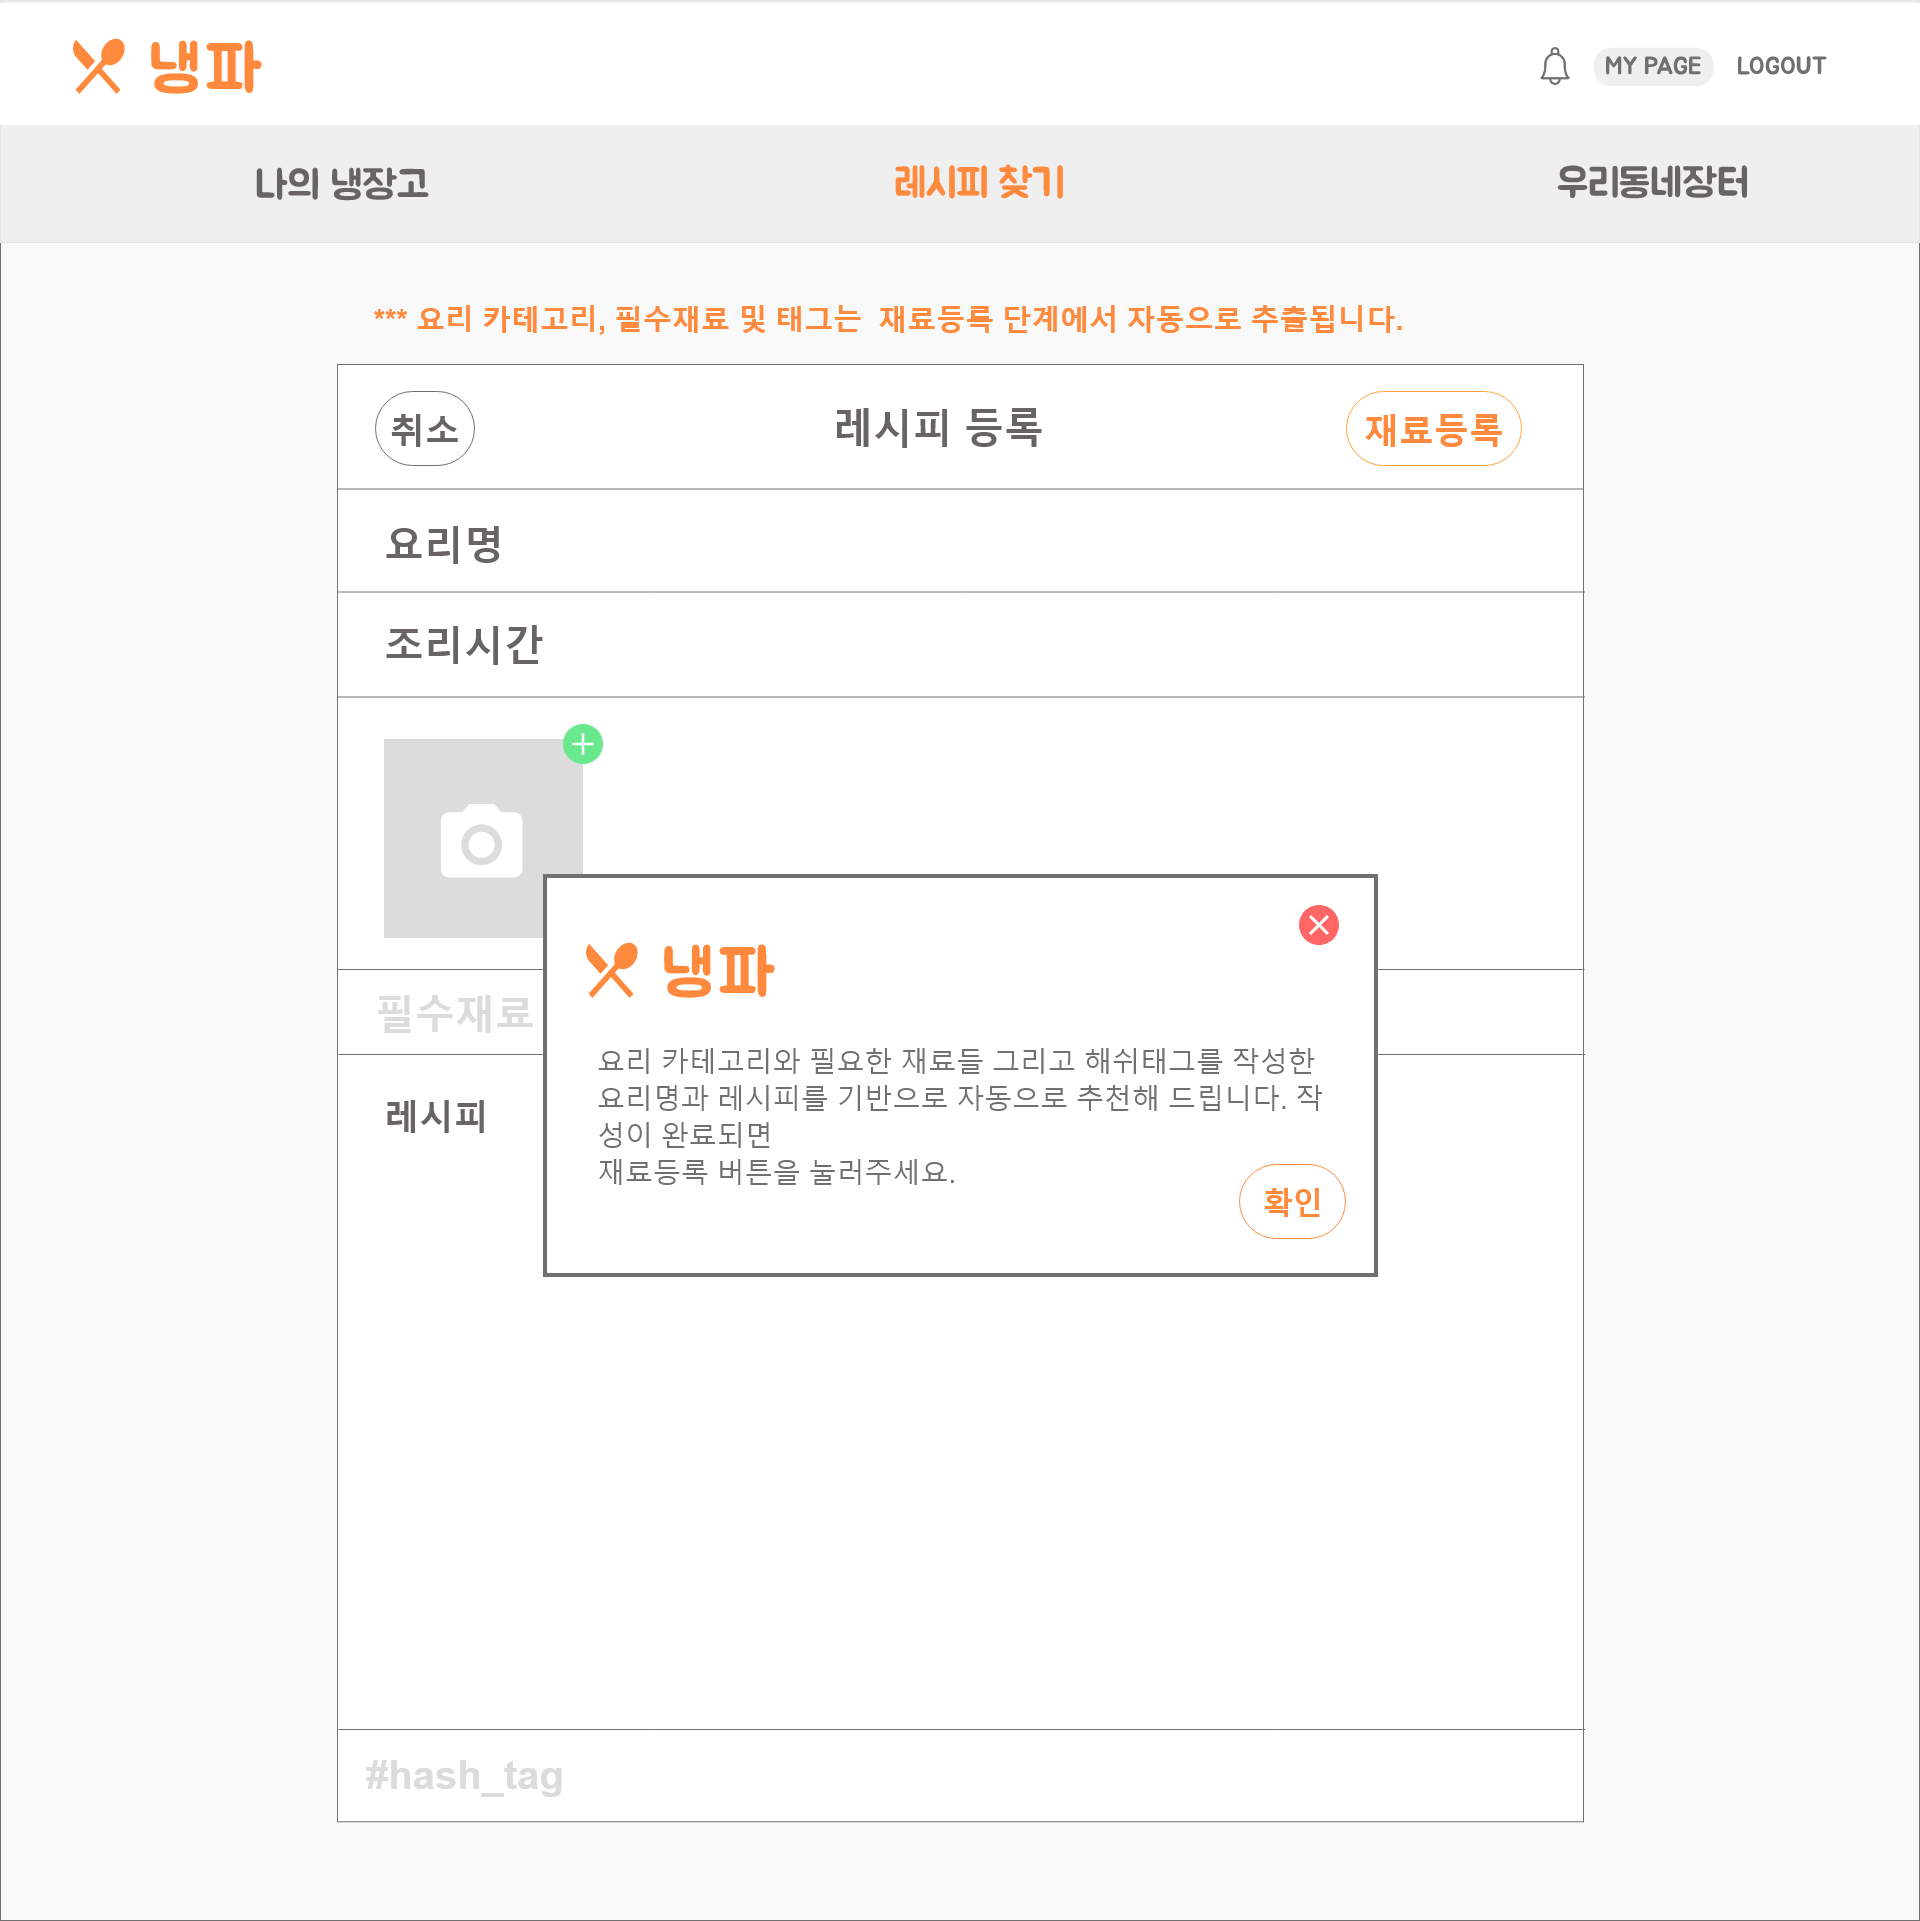 냉파
MY PAGE
LOGOUT
나의 냉장고
레시피 찾기
우리동네장터
*** 요리 카테고리, 필수재료 및 태그는 재료등록 단계에서 자동으로 추출됩니다.
취소
레시피 등록
재료등록
요리명
조리시간
필수재료
레시피
냉파
요리 카테고리와 필요한 재료들 그리고 해쉬태그를 작성한
요리명과 레시피를 기반으로 자동으로 추천해 드립니다. 작
성이 완료되면
재료등록 버튼을 눌러주세요.
확인
#hash_tag